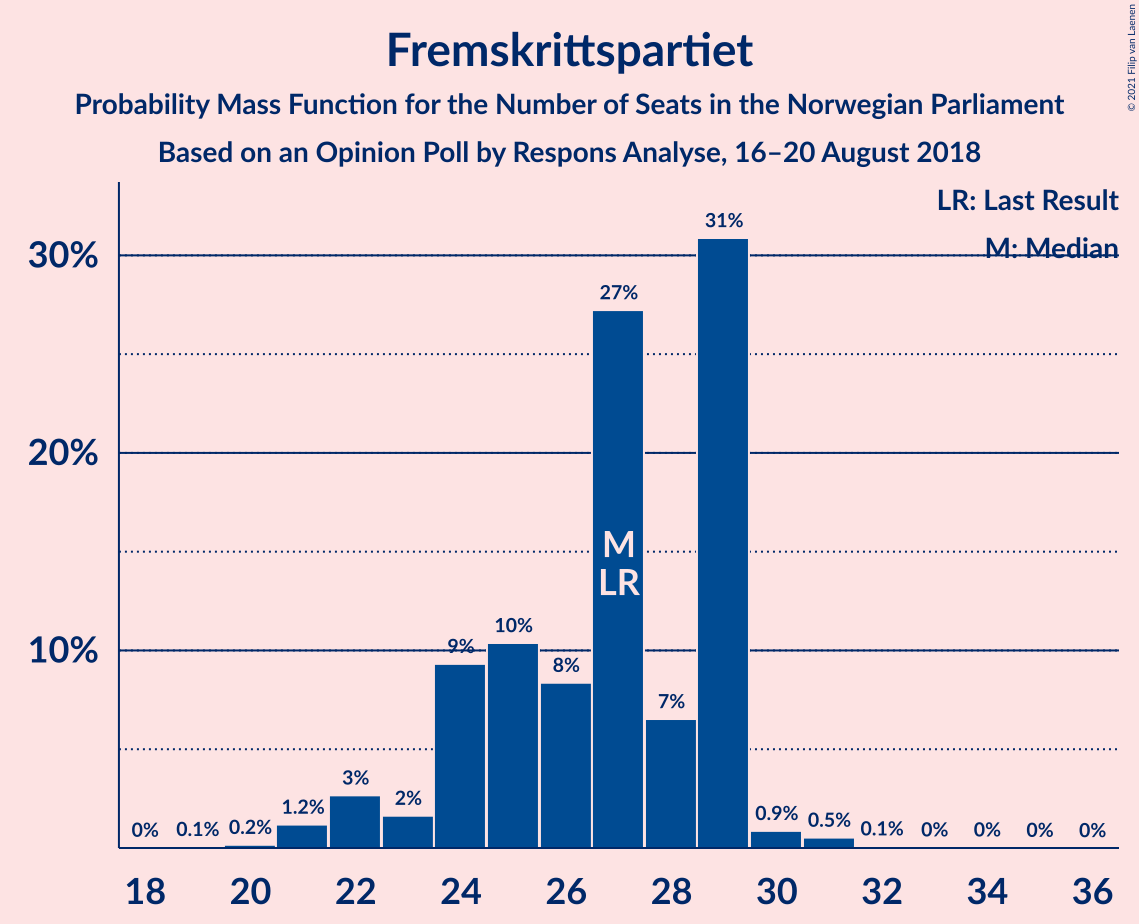 Fremskrittspartiet
Probability Mass Function for the Number of Seats in the Norwegian Parliament
Based on an Opinion Poll by Respons Analyse, 16–20 August 2018
© 2021 Filip van Laenen
LR: Last Result
M: Median
30%
20%
10%
0% 0.1% 0.2% 1.2% 3% 2% 9% 10% 8% 27% 7% 31% 0.9% 0.5% 0.1% 0% 0% 0% 0%
M
LR
18 20 22 24 26 28 30 32 34 36